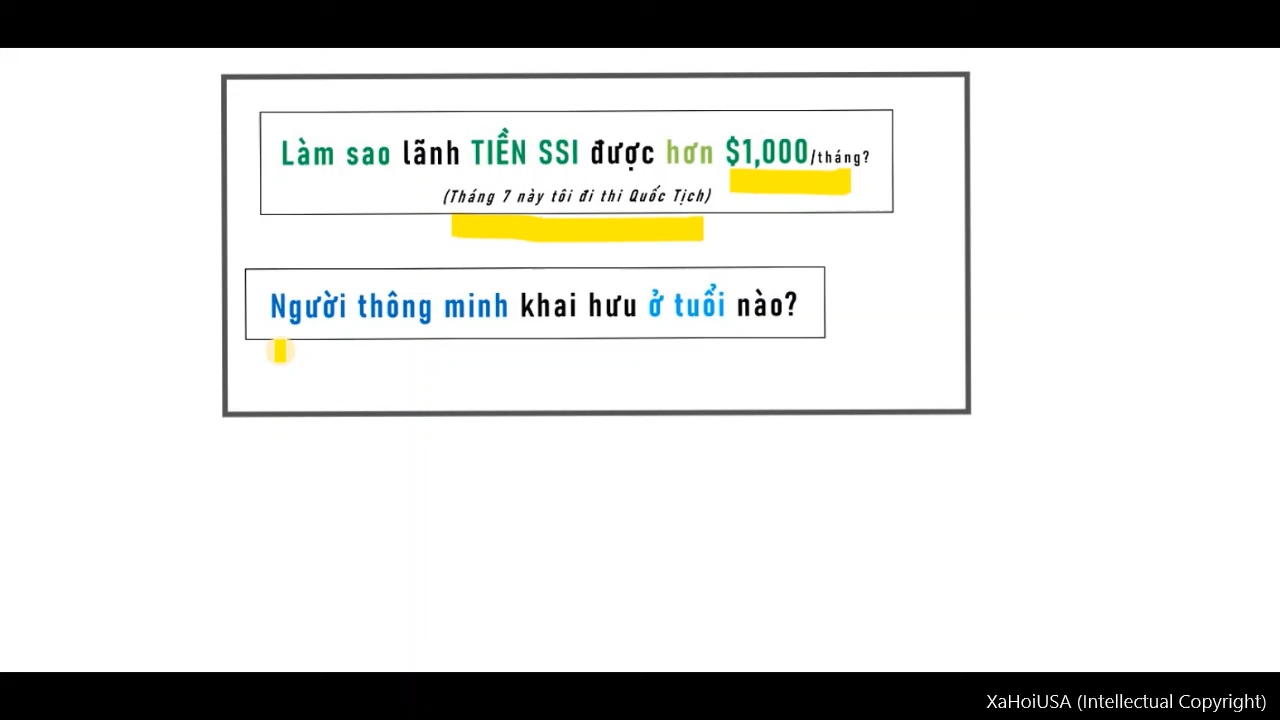 Làm sao lãnh TIỀN SSI được hơn $1,000/tháng?
(Tháng 7 này tôi đi thi Quốc Tịch)
Người thông minh khai hưu ở tuổi nào?
XaHoiUSA (Intellectual Copyright)